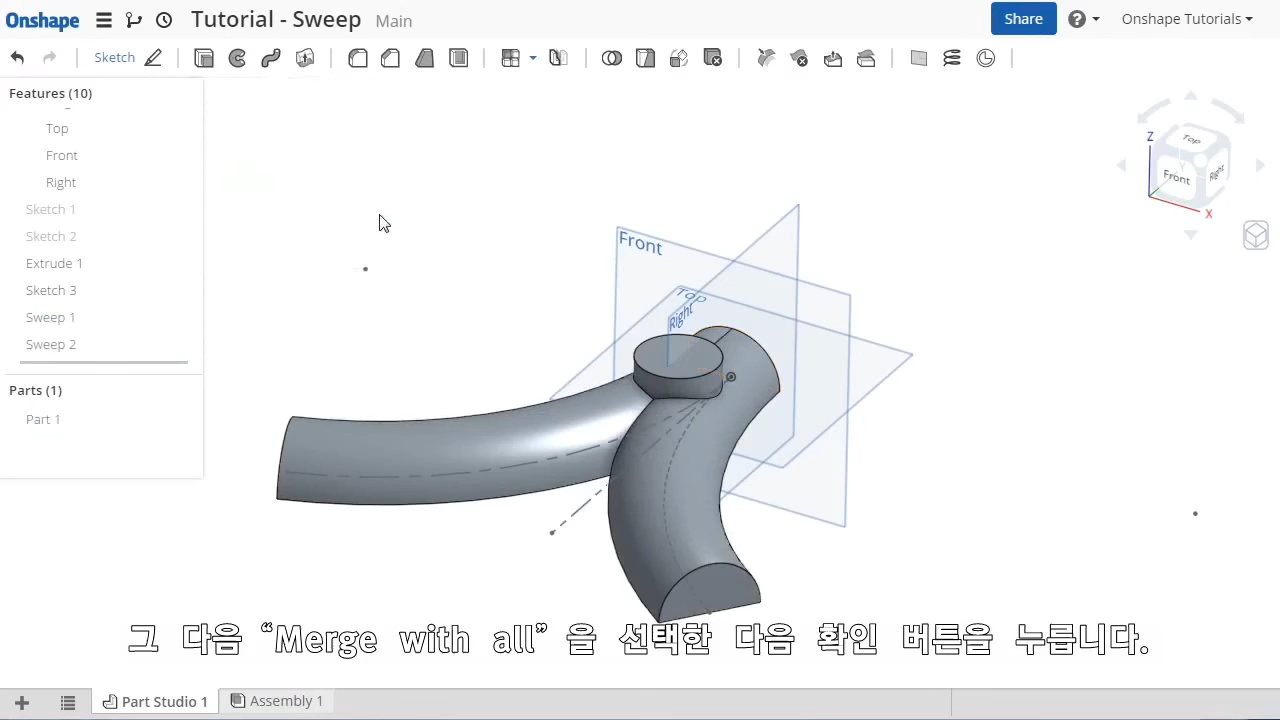 Onshape
Tutorial - Sweep Main
Share
Onshape Tutorials
Sketch
Features (10)
Top
Front
Right
Sketch 1
Sketch 2
Extrude 1
Sketch 3
Sweep 1
Sweep 2
Parts (1)
Part 1
Front
Top
Right
Z
Top
Y
Front
Right
X
그 다음 “Merge with all” 을 선택한 다음 확인 버튼을 누릅니다.
Part Studio 1
Assembly 1